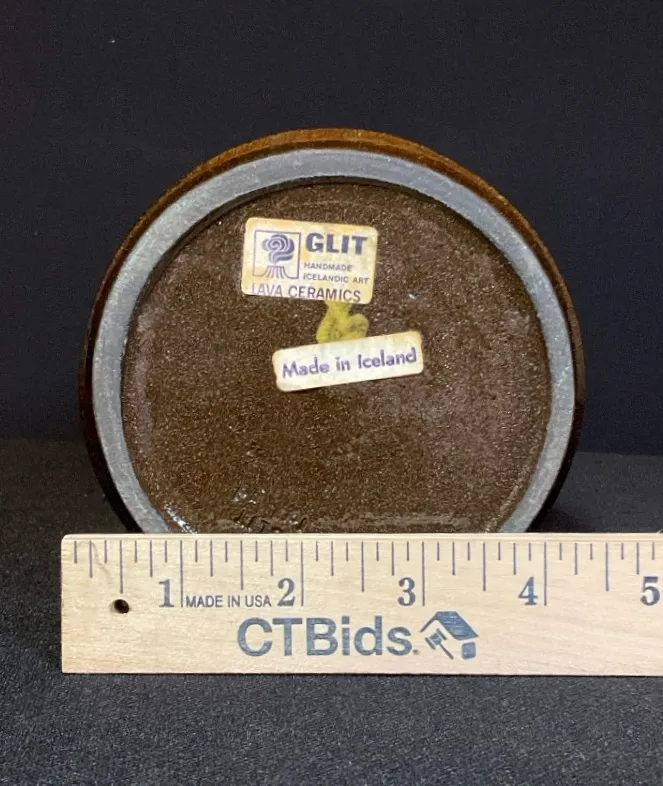 GLIT
HANDMADE
ICELANDIC ART
LAVA CERAMICS
Made in Iceland
1 MADE IN USA 2 3 4 5
CTBids.